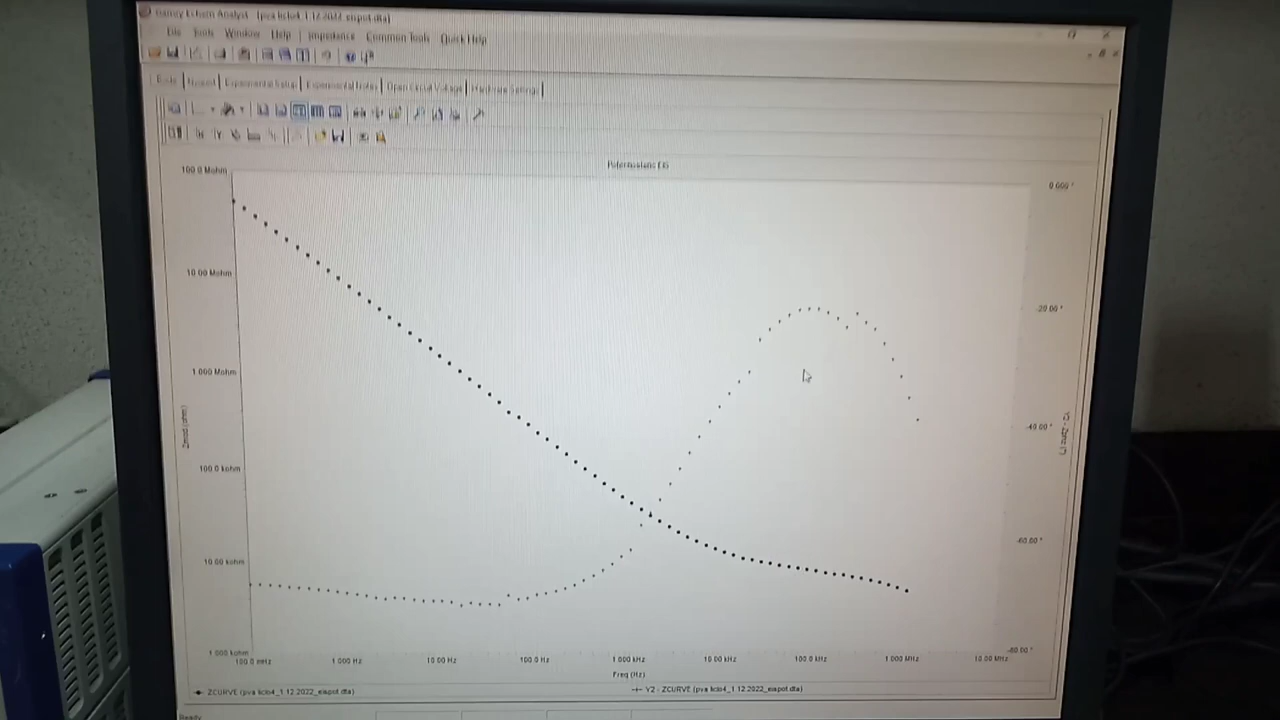 Gamry Echem Analyst - [pva liclo4_1.12.2022_eispot.dta]
File Tools Window Help Impedance Common Tools Quick Help
Bode Nyquist Experimental Setup Experimental Notes Open Circuit Voltage Hardware Settings
Potentiostatic EIS
100.0 Mohm
10.00 Mohm
1.000 Mohm
100.0 kohm
10.00 kohm
1.000 kohm
Zmod (ohm)
0.000 °
-20.00 °
-40.00 °
-60.00 °
-80.00 °
Y2 - Zphz (°)
100.0 mHz 1.000 Hz 10.00 Hz 100.0 Hz 1.000 kHz 10.00 kHz 100.0 kHz 1.000 MHz 10.00 MHz
Freq (Hz)
ZCURVE (pva liclo4_1.12.2022_eispot.dta) Y2 - ZCURVE (pva liclo4_1.12.2022_eispot.dta)
Ready